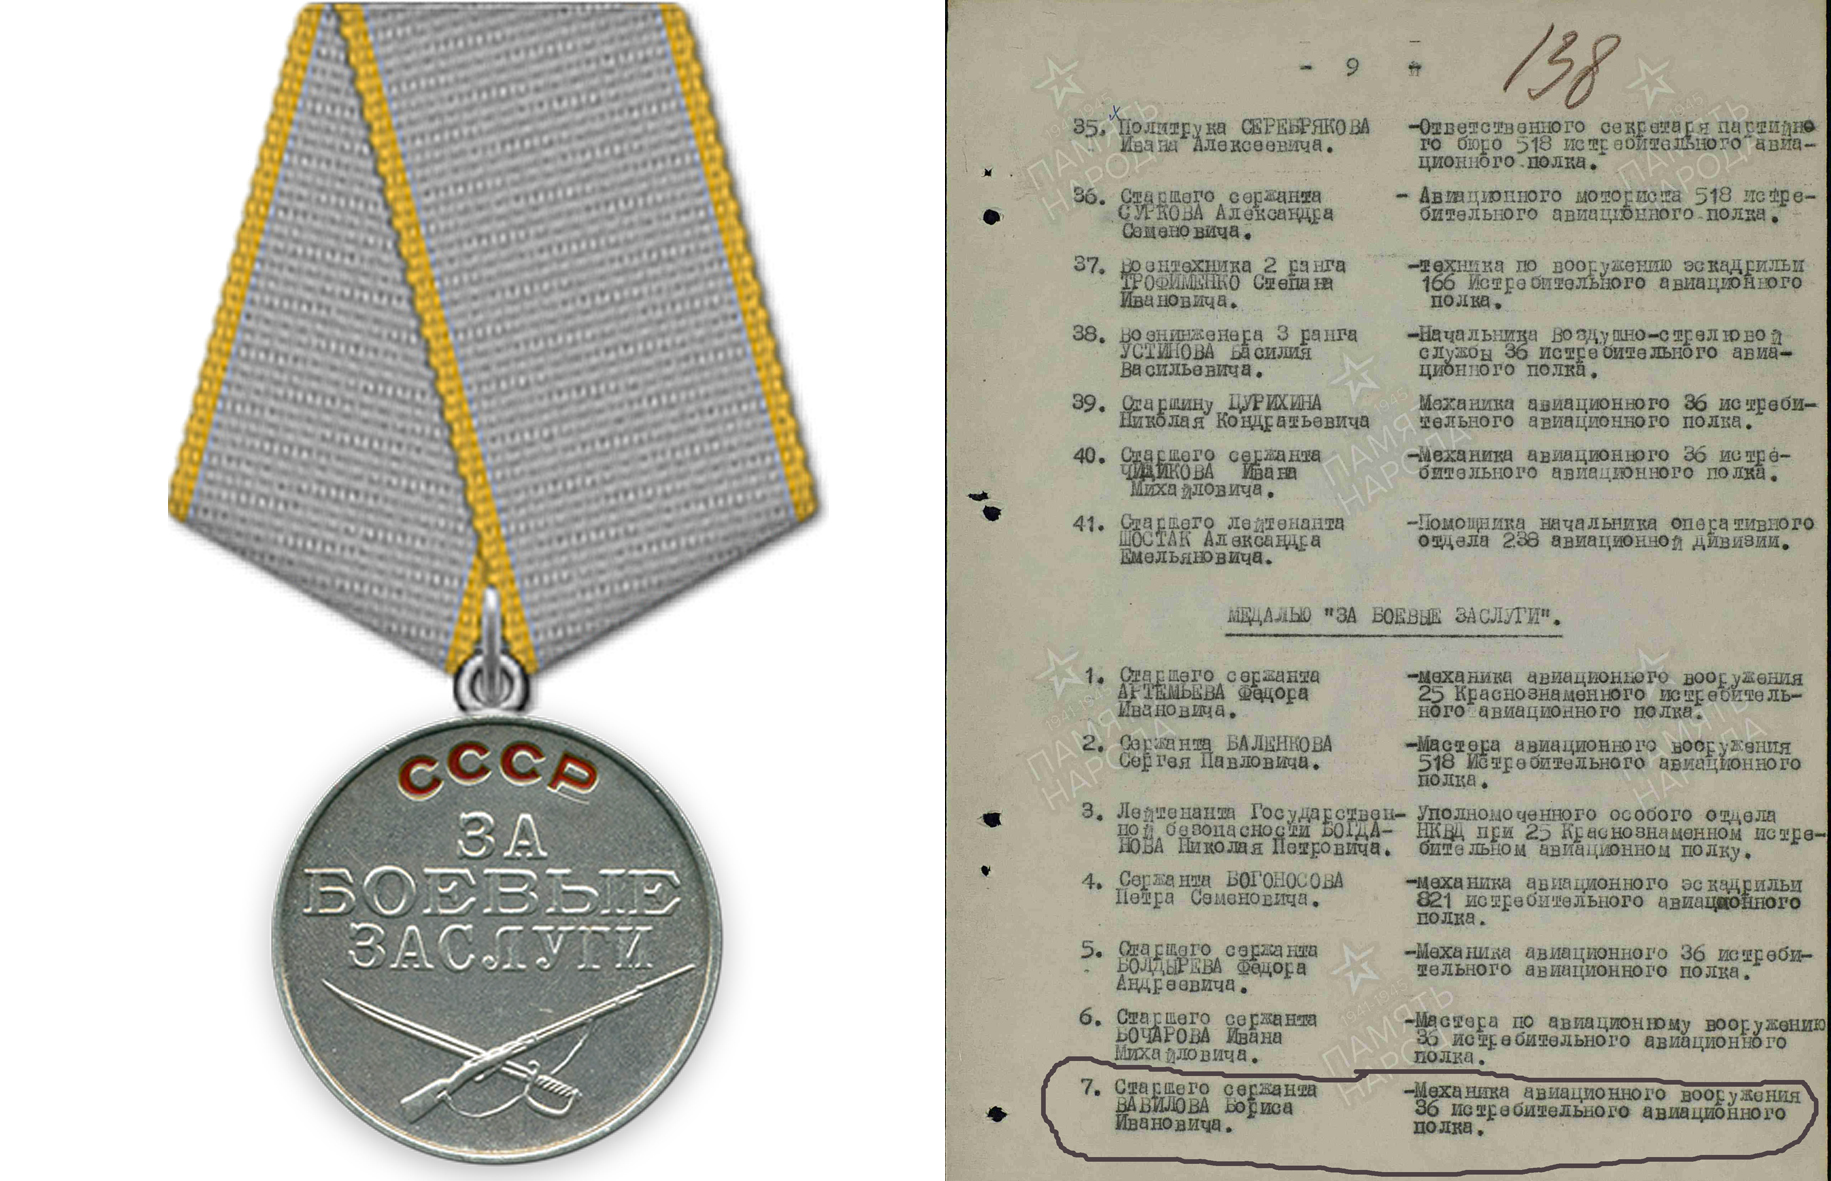 СССР
ЗА
БОЕВЫЕ
ЗАСЛУГИ
- 9 -
138
35. Политрука СЕРЕБРЯКОВА -Ответственного секретаря партийно
Ивана Алексеевича. го бюро 518 истребительного авиа-
ционного полка.
36. Старшего сержанта - Авиационного моториста 518 истре-
СУРКОВА Александра бительного авиационного полка.
Семеновича.
37. Воентехника 2 ранга -техника по вооружению эскадрильи
ТРОФИМЕНКО Степана 166 Истребительного авиационного
Ивановича. полка.
38. Военинженера 3 ранга -Начальника Воздушно-стрелковой
УСТИНОВА Василия службы 36 истребительного авиа-
Васильевича. ционного полка.
39. Старшину ЦУРИХИНА Механика авиационного 36 истреби-
Николая Кондратьевича тельного авиационного полка.
40. Старшего сержанта -Механика авиационного 36 истре-
ЧИДИКОВА Ивана бительного авиационного полка.
Михайловича.
41. Старшего лейтенанта -Помощника начальника оперативного
ШОСТАК Александра отдела 238 авиационной дивизии.
Емельяновича.
МЕДАЛЬЮ "ЗА БОЕВЫЕ ЗАСЛУГИ".
1. Старшего сержанта -механика авиационного вооружения
АРТЕМЬЕВА Федора 25 Краснознаменного истребитель-
Ивановича. ного авиационного полка.
2. Сержанта БАЛЕНКОВА -Мастера авиационного вооружения
Сергея Павловича. 518 Истребительного авиационного
полка.
3. Лейтенанта Государствен- Уполномоченного особого отдела
ной безопасности БОГДА- НКВД при 25 Краснознаменном истре-
НОВА Николая Петровича. бительном авиационном полку.
4. Сержанта БОГОНОСОВА -механика авиационного эскадрильи
Петра Семеновича. 821 истребительного авиационного
полка.
5. Старшего сержанта -Механика авиационного 36 истреби-
БОЛДЫРЕВА Федора тельного авиационного полка.
Андреевича.
6. Старшего сержанта -Мастера по авиационному вооружению
БОЧАРОВА Ивана 36 истребительного авиационного
Михайловича. полка.
7. Старшего сержанта -Механика авиационного вооружения
ВАВИЛОВА Бориса 36 истребительного авиационного
Ивановича. полка.
ПАМЯТЬ
НАРОДА